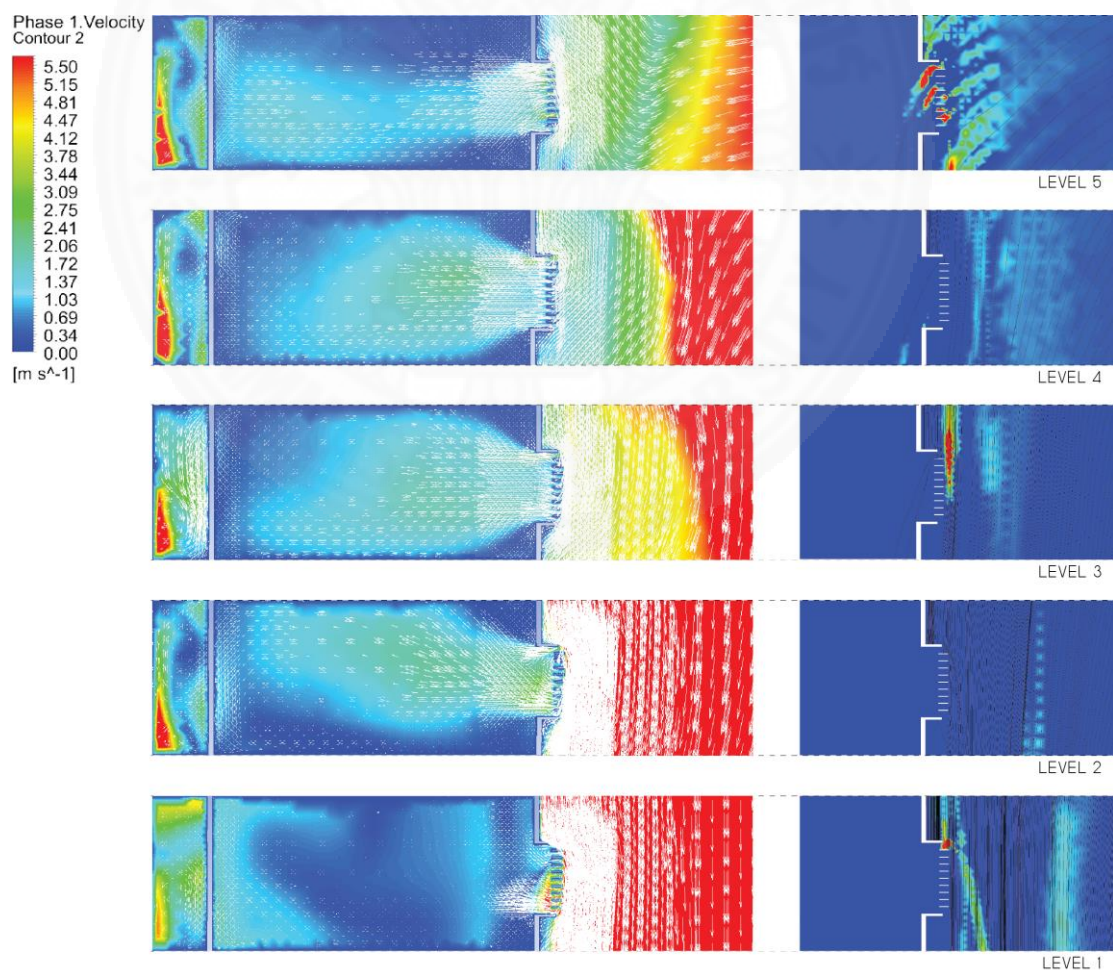 Phase 1.Velocity
Contour 2
5.50
5.15
4.81
4.47
4.12
3.78
3.44
3.09
2.75
2.41
2.06
1.72
1.37
1.03
0.69
0.34
0.00
[m s^-1]
LEVEL 5
LEVEL 4
LEVEL 3
LEVEL 2
LEVEL 1